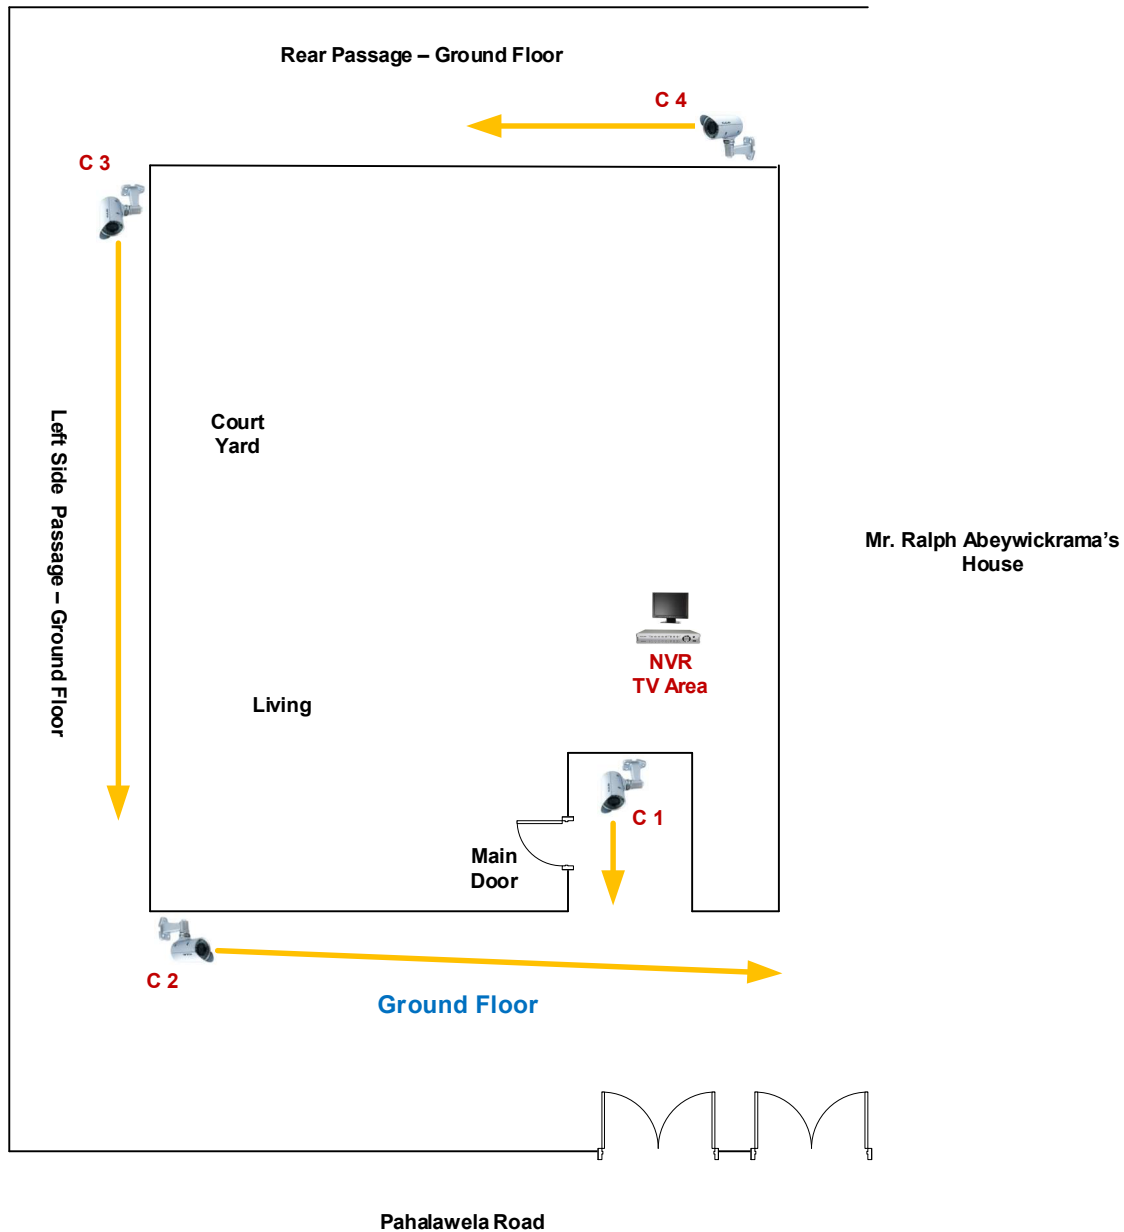 Rear Passage – Ground Floor
C 4
C 3
Court
Yard
Left Side Passage – Ground Floor
Mr. Ralph Abeywickrama's
House
NVR
TV Area
Living
C 1
Main
Door
C 2
Ground Floor
Pahalawela Road